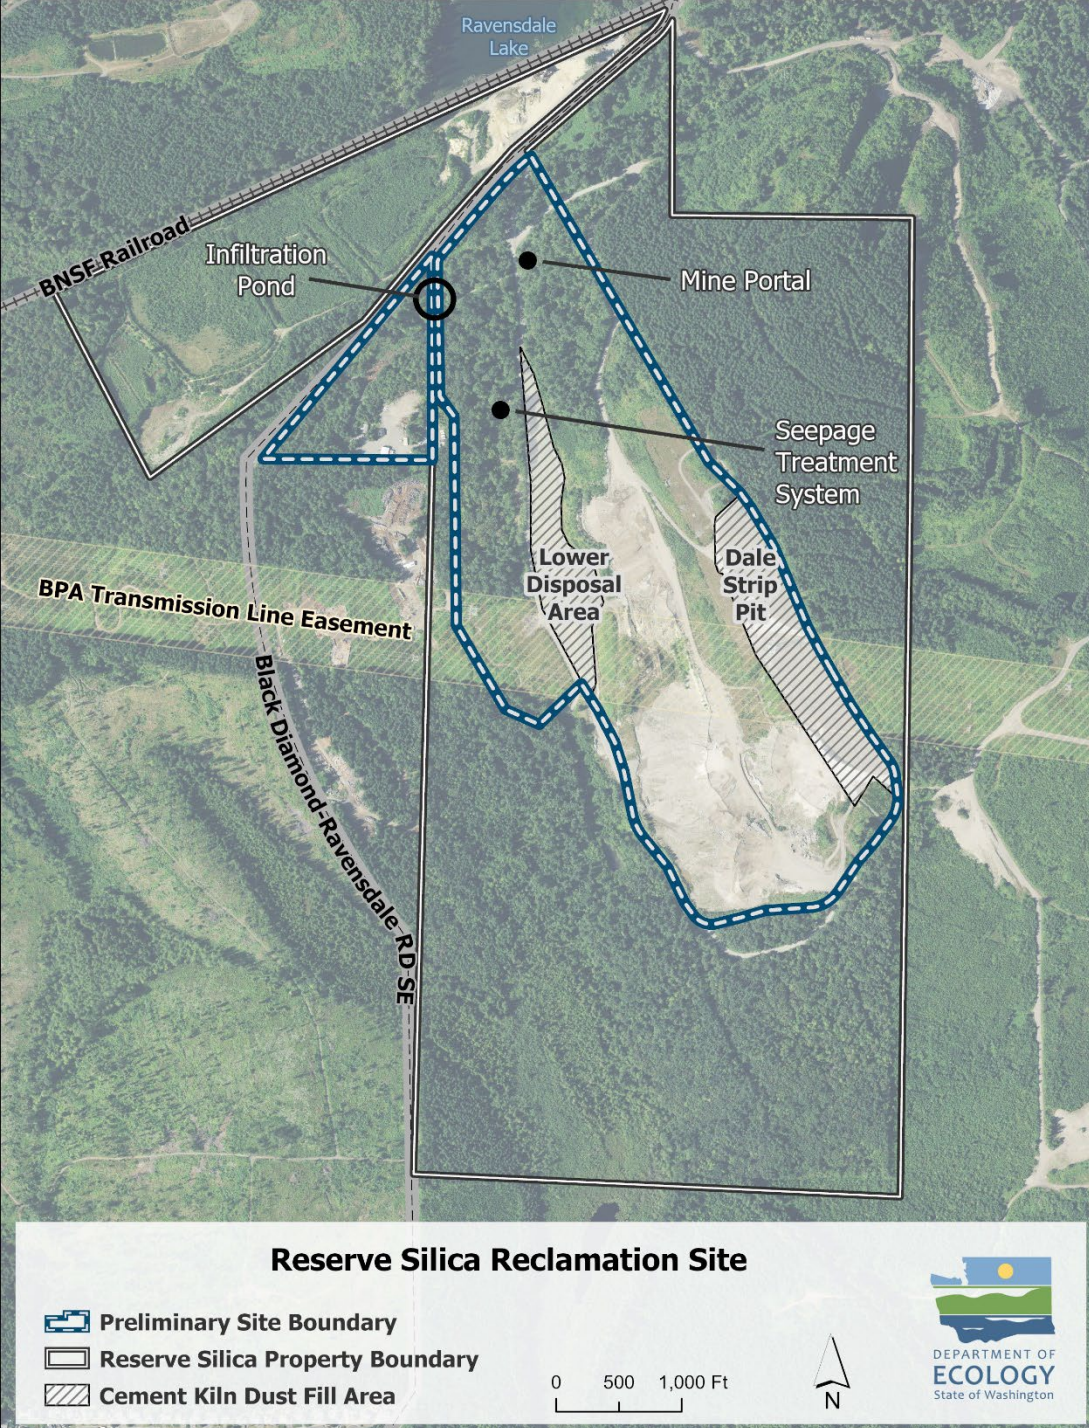 Ravensdale
Lake
BNSF Railroad
Infiltration
Pond
Mine Portal
Seepage
Treatment
System
Lower
Disposal
Area
Dale
Strip
Pit
BPA Transmission Line Easement
Black Diamond-Ravensdale RD SE
Reserve Silica Reclamation Site
Preliminary Site Boundary
Reserve Silica Property Boundary
Cement Kiln Dust Fill Area
0 500 1,000 Ft
N
DEPARTMENT OF
ECOLOGY
State of Washington